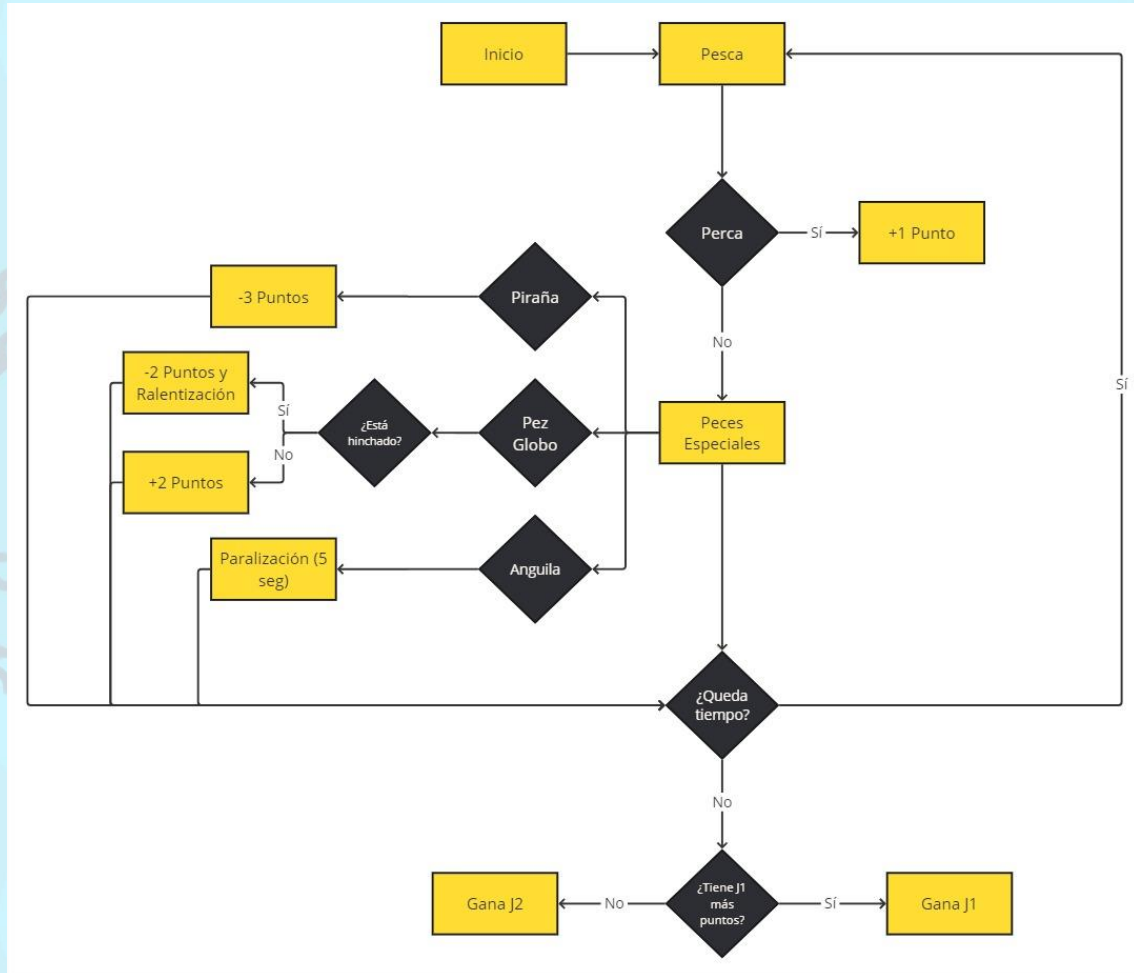 Inicio
Pesca
Perca
Sí
+1 Punto
Piraña
-3 Puntos
No
Sí
-2 Puntos y
Ralentización
Sí
¿Está
hinchado?
Pez
Globo
Peces
Especiales
No
+2 Puntos
Paralización (5
seg)
Anguila
¿Queda
tiempo?
No
Gana J2
No
¿Tiene J1
más
puntos?
Sí
Gana J1